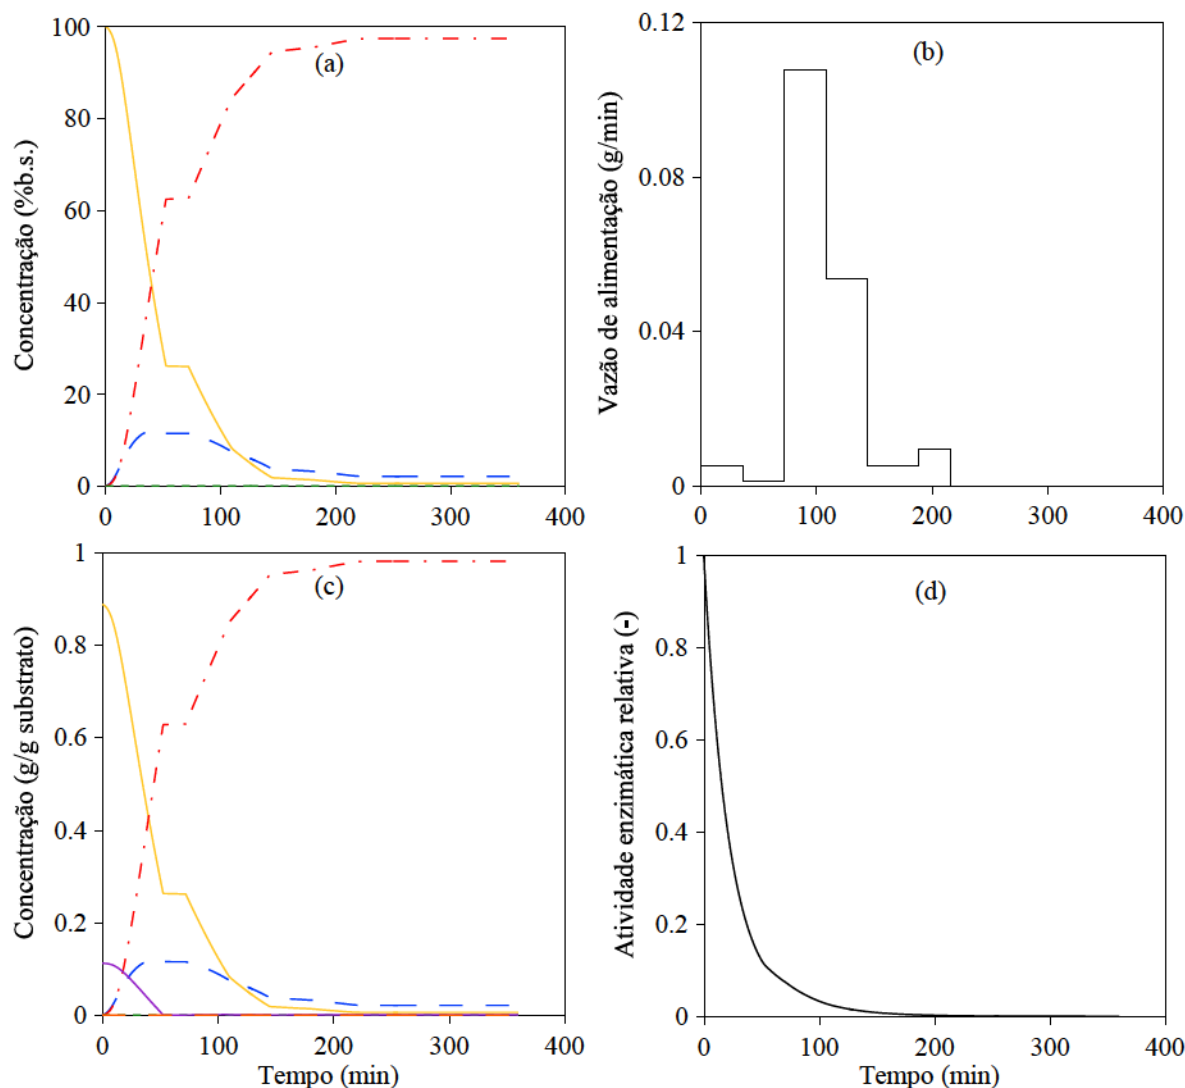 (a)
Concentração (%b.s.)
100
80
60
40
20
0
0 100 200 300 400
(b)
Vazão de alimentação (g/min)
0.12
0.08
0.04
0
0 100 200 300 400
(c)
Concentração (g/g substrato)
1
0.8
0.6
0.4
0.2
0
0 100 200 300 400
Tempo (min)
(d)
Atividade enzimática relativa (-)
1
0.8
0.6
0.4
0.2
0
0 100 200 300 400
Tempo (min)